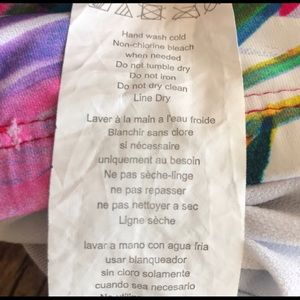 Hand wash cold
Non-chlorine bleach
when needed
Do not tumble dry
Do not iron
Do not dry clean
Line Dry
Laver à la main a l'eau froide
Blanchir sans clore
si nécessaire
uniquement au besoin
Ne pas sèche-linge
ne pas repasser
ne pas nettoyer a sec
Ligne sèche
lavar a mano con agua fria
usar blanqueador
sin cloro solamente
cuando sea necesario